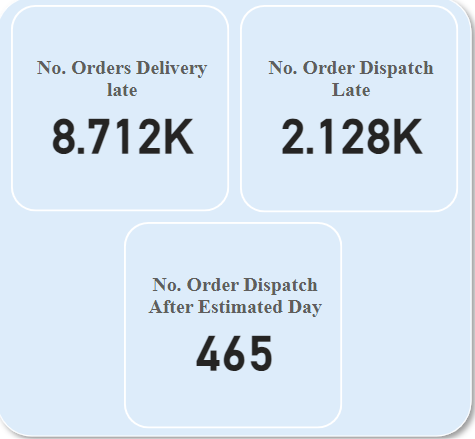 No. Orders Delivery
late
8.712K
No. Order Dispatch
Late
2.128K
No. Order Dispatch
After Estimated Day
465